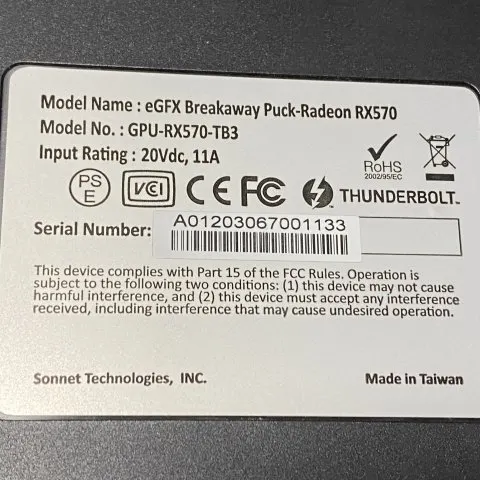 Model Name : eGFX Breakaway Puck-Radeon RX570
Model No. : GPU-RX570-TB3
Input Rating : 20Vdc, 11A
RoHS
2002/95/EC
PS E VCI CE FC THUNDERBOLT™
Serial Number: A01203067001133
This device complies with Part 15 of the FCC Rules. Operation is
subject to the following two conditions: (1) this device may not cause
harmful interference, and (2) this device must accept any interference
received, including interference that may cause undesired operation.
Sonnet Technologies, INC. Made in Taiwan